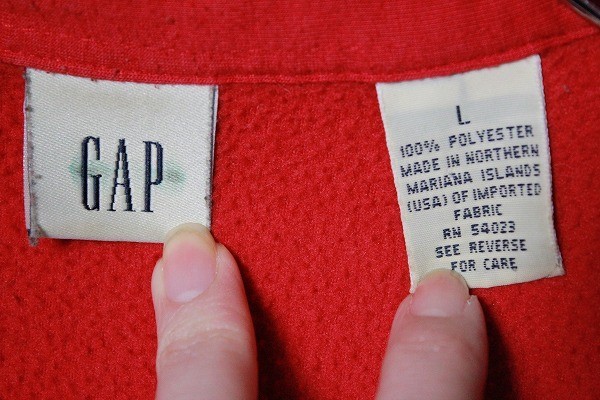 GAP
L
100% POLYESTER
MADE IN NORTHERN
MARIANA ISLANDS
(USA) OF IMPORTED
FABRIC
RN 54023
SEE REVERSE
FOR CARE